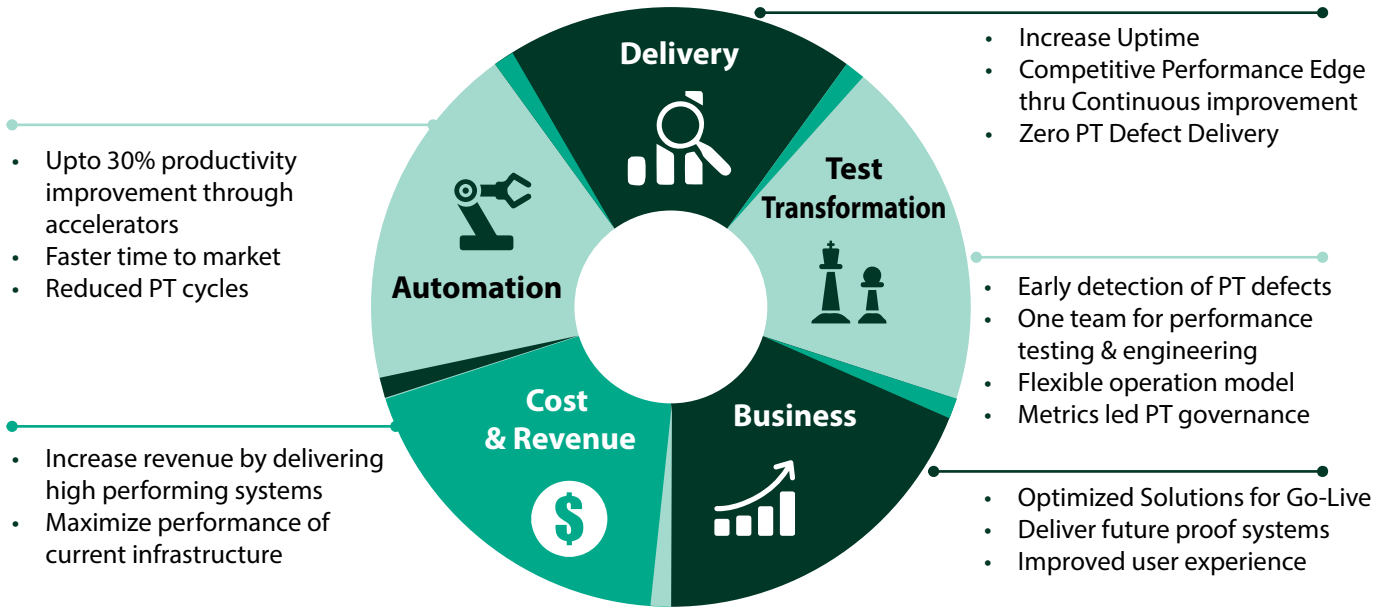 Delivery
• Increase Uptime
• Competitive Performance Edge
thru Continuous improvement
• Zero PT Defect Delivery
Test
Transformation
• Early detection of PT defects
• One team for performance
testing & engineering
• Flexible operation model
• Metrics led PT governance
Business
• Optimized Solutions for Go-Live
• Deliver future proof systems
• Improved user experience
Cost
& Revenue
$
• Increase revenue by delivering
high performing systems
• Maximize performance of
current infrastructure
Automation
• Upto 30% productivity
improvement through
accelerators
• Faster time to market
• Reduced PT cycles